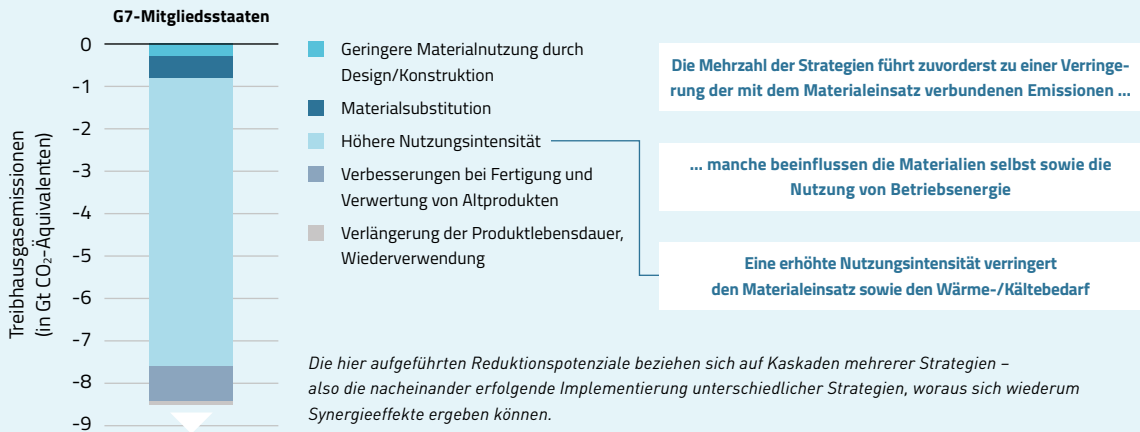 G7-Mitgliedsstaaten
Treibhausgasemissionen
(in Gt CO₂-Äquivalenten)
0
-1
-2
-3
-4
-5
-6
-7
-8
-9
Geringere Materialnutzung durch
Design/Konstruktion
Materialsubstitution
Höhere Nutzungsintensität
Verbesserungen bei Fertigung und
Verwertung von Altprodukten
Verlängerung der Produktlebensdauer,
Wiederverwendung
Die Mehrzahl der Strategien führt zuvorderst zu einer Verringe-
rung der mit dem Materialeinsatz verbundenen Emissionen ...
... manche beeinflussen die Materialien selbst sowie die
Nutzung von Betriebsenergie
Eine erhöhte Nutzungsintensität verringert
den Materialeinsatz sowie den Wärme-/Kältebedarf
Die hier aufgeführten Reduktionspotenziale beziehen sich auf Kaskaden mehrerer Strategien –
also die nacheinander erfolgende Implementierung unterschiedlicher Strategien, woraus sich wiederum
Synergieeffekte ergeben können.